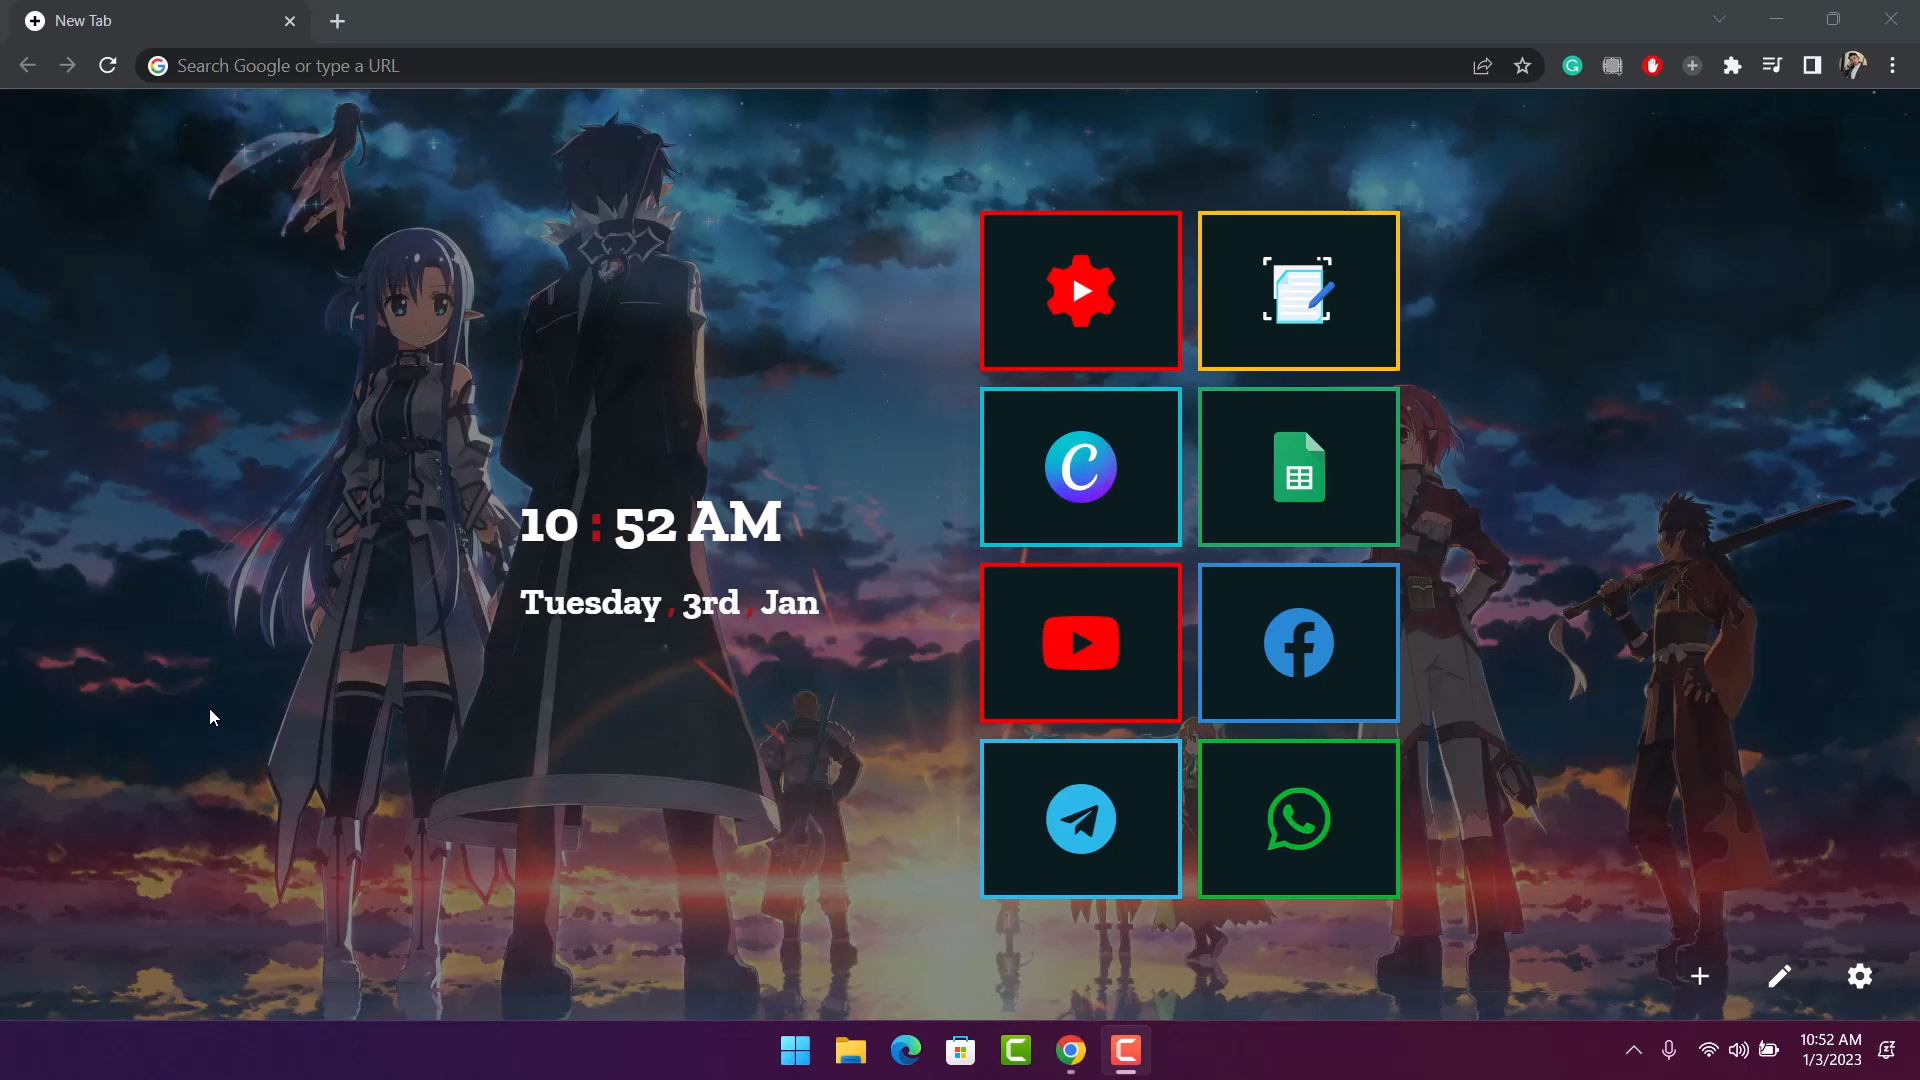 New Tab
Search Google or type a URL
10:52 AM
Tuesday, 3rd, Jan
10:52 AM
1/3/2023